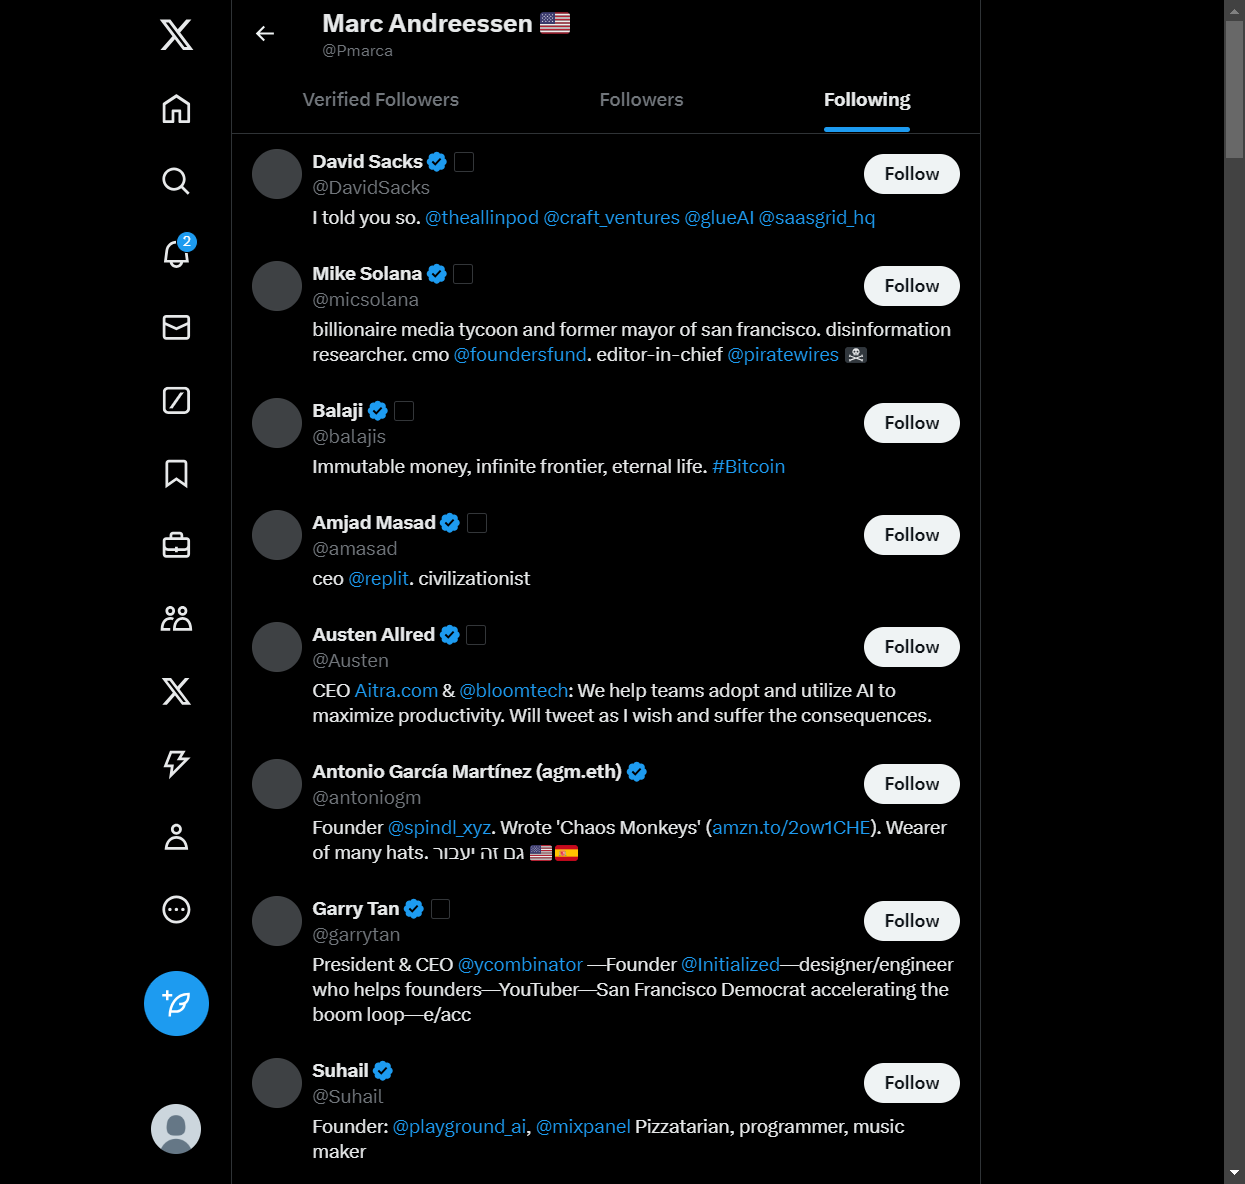 Marc Andreessen 🇺🇸
@Pmarca
Verified Followers
Followers
Following
David Sacks
@DavidSacks
Follow
I told you so. @theallinpod @craft_ventures @glueAI @saasgrid_hq
2
Mike Solana
@micsolana
Follow
billionaire media tycoon and former mayor of san francisco. disinformation
researcher. cmo @foundersfund. editor-in-chief @piratewires 🏴‍☠️
Balaji
@balajis
Follow
Immutable money, infinite frontier, eternal life. #Bitcoin
Amjad Masad
@amasad
Follow
ceo @replit. civilizationist
Austen Allred
@Austen
Follow
CEO Aitra.com & @bloomtech: We help teams adopt and utilize AI to
maximize productivity. Will tweet as I wish and suffer the consequences.
Antonio García Martínez (agm.eth)
@antoniogm
Follow
Founder @spindl_xyz. Wrote 'Chaos Monkeys' (amzn.to/2ow1CHE). Wearer
of many hats. גם זה יעבור 🇺🇸🇪🇸
Garry Tan
@garrytan
Follow
President & CEO @ycombinator —Founder @Initialized—designer/engineer
who helps founders—YouTuber—San Francisco Democrat accelerating the
boom loop—e/acc
Suhail
@Suhail
Follow
Founder: @playground_ai, @mixpanel Pizzatarian, programmer, music
maker